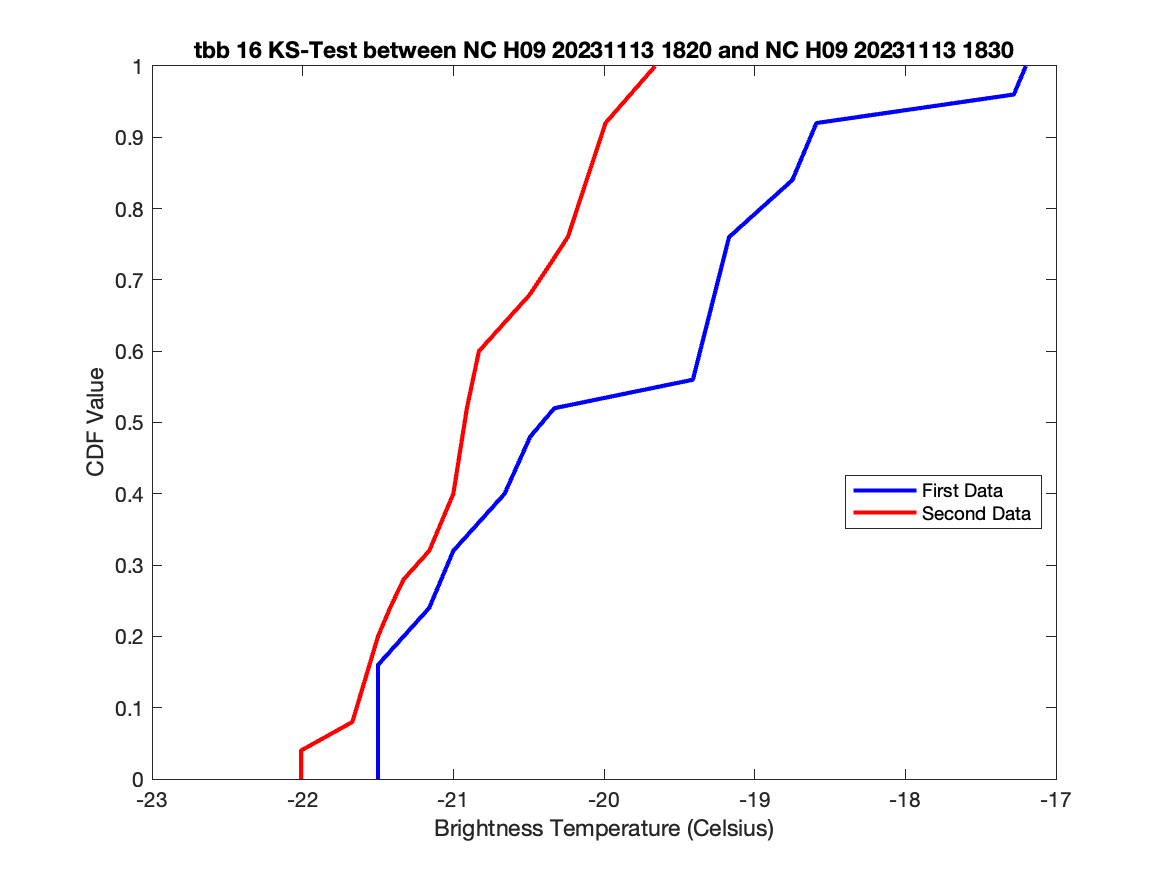 tbb 16 KS-Test between NC H09 20231113 1820 and NC H09 20231113 1830
1
0.9
0.8
0.7
0.6
0.5
0.4
0.3
0.2
0.1
0
CDF Value
First Data
Second Data
-23 -22 -21 -20 -19 -18 -17
Brightness Temperature (Celsius)